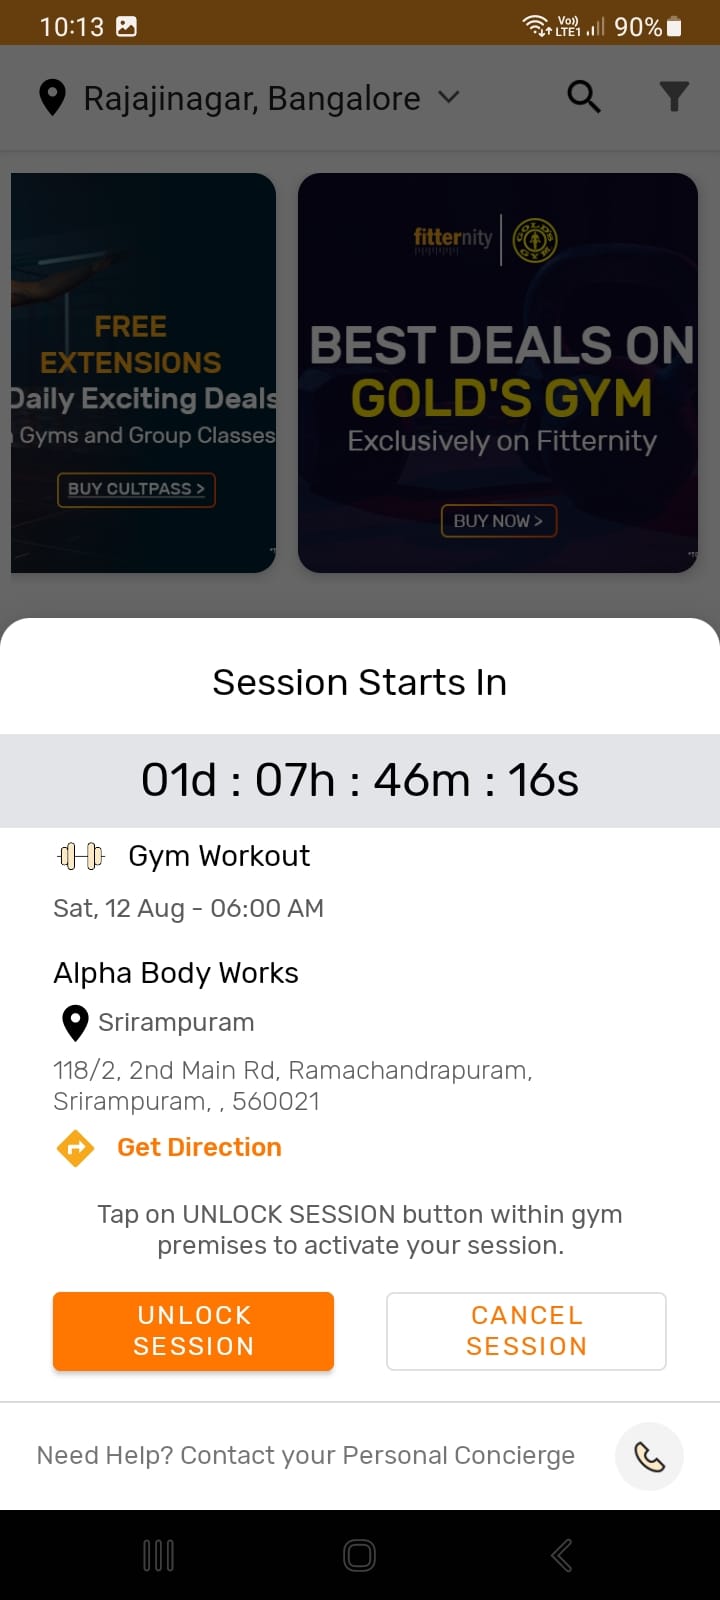 10:13
Vo))
LTE1
90%
Rajajinagar, Bangalore
FREE
EXTENSIONS
Daily Exciting Deals
Gyms and Group Classes
BUY CULTPASS >
fitternity
GOLD'S GYM
BEST DEALS ON
GOLD'S GYM
Exclusively on Fitternity
BUY NOW >
Session Starts In
01d : 07h : 46m : 16s
Gym Workout
Sat, 12 Aug - 06:00 AM
Alpha Body Works
Srirampuram
118/2, 2nd Main Rd, Ramachandrapuram,
Srirampuram, , 560021
Get Direction
Tap on UNLOCK SESSION button within gym
premises to activate your session.
UNLOCK
SESSION
CANCEL
SESSION
Need Help? Contact your Personal Concierge